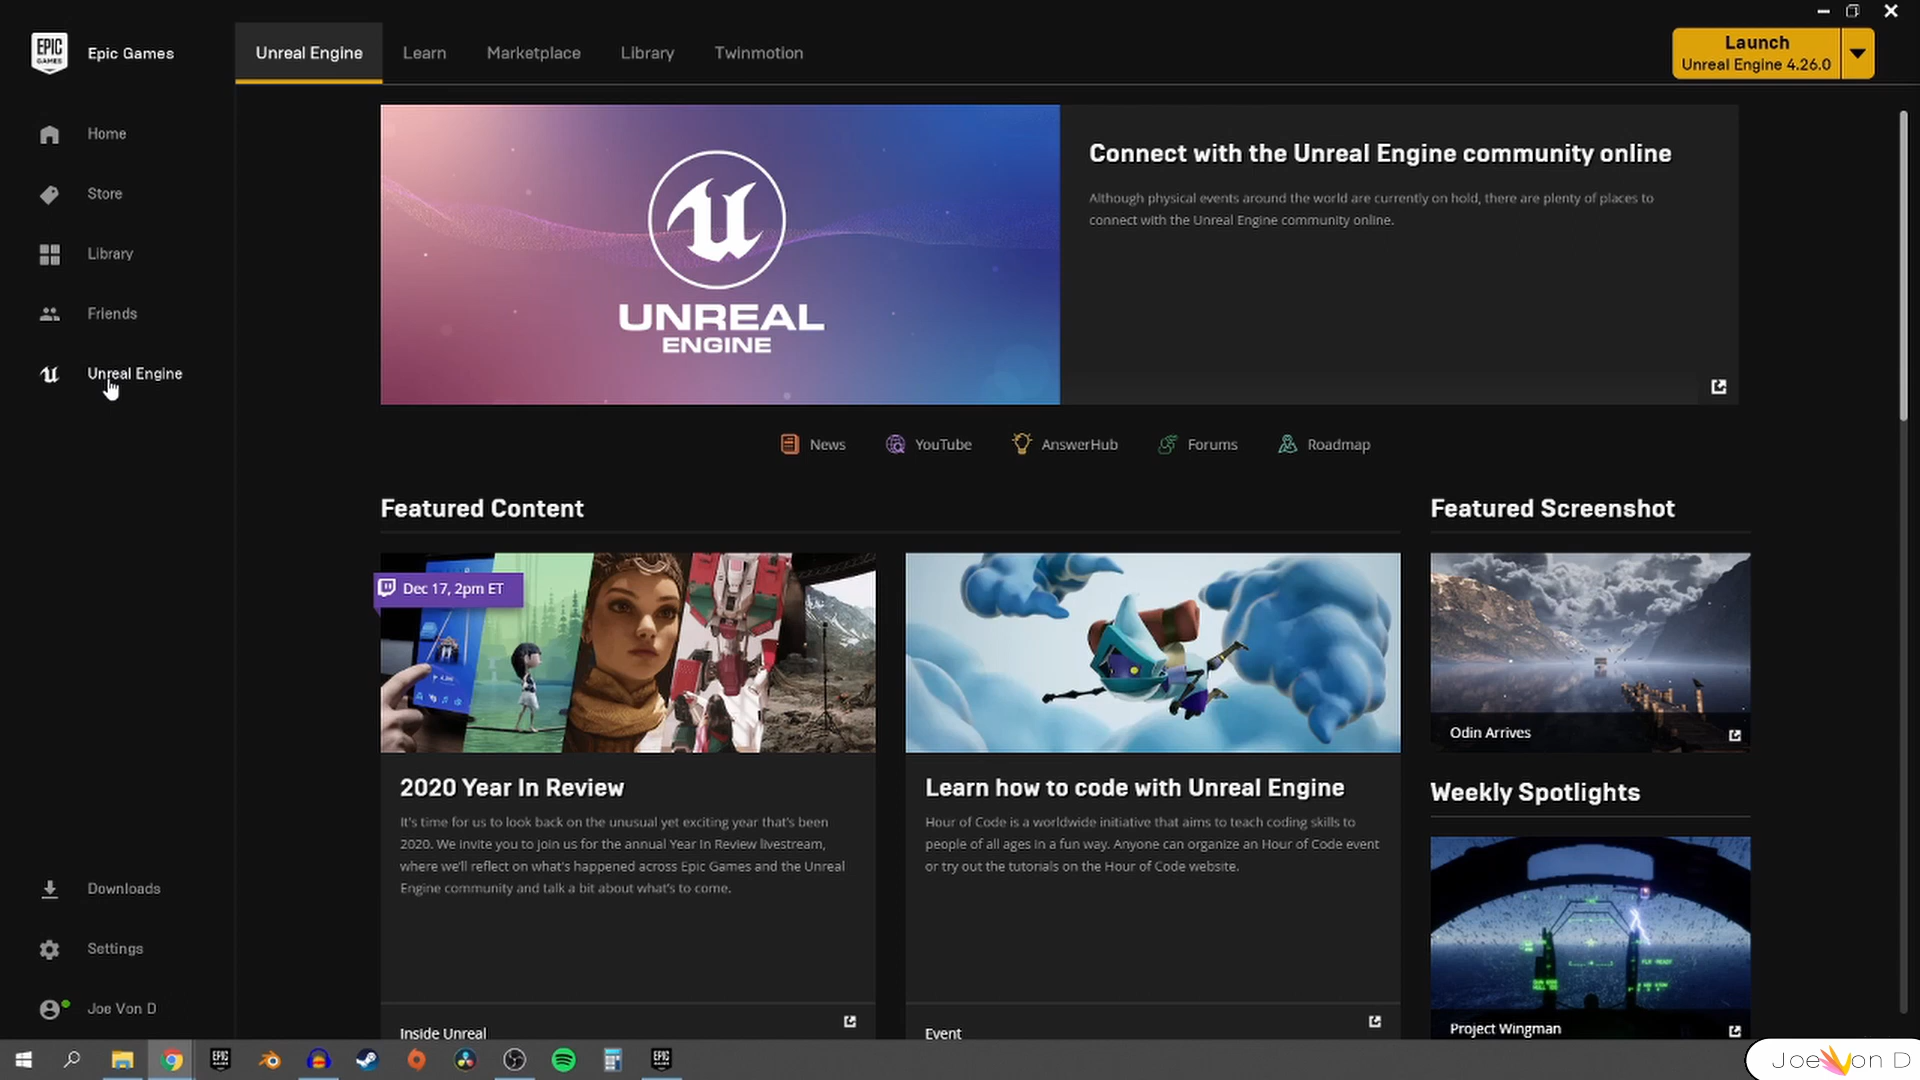 EPIC
GAMES
Epic Games
Unreal Engine
Learn
Marketplace
Library
Twinmotion
Launch
Unreal Engine 4.26.0
Home
Store
Library
Friends
Unreal Engine
Downloads
Settings
Joe Von D
UNREAL
ENGINE
Connect with the Unreal Engine community online
Although physical events around the world are currently on hold, there are plenty of places to
connect with the Unreal Engine community online.
News
YouTube
AnswerHub
Forums
Roadmap
Featured Content
Dec 17, 2pm ET
2020 Year In Review
It's time for us to look back on the unusual yet exciting year that's been
2020. We invite you to join us for the annual Year In Review livestream,
where we'll reflect on what's happened across Epic Games and the Unreal
Engine community and talk a bit about what's to come.
Inside Unreal
Learn how to code with Unreal Engine
Hour of Code is a worldwide initiative that aims to teach coding skills to
people of all ages in a fun way. Anyone can organize an Hour of Code event
or try out the tutorials on the Hour of Code website.
Event
Featured Screenshot
Odin Arrives
Weekly Spotlights
Project Wingman
EPIC
EPIC
Joe Von D